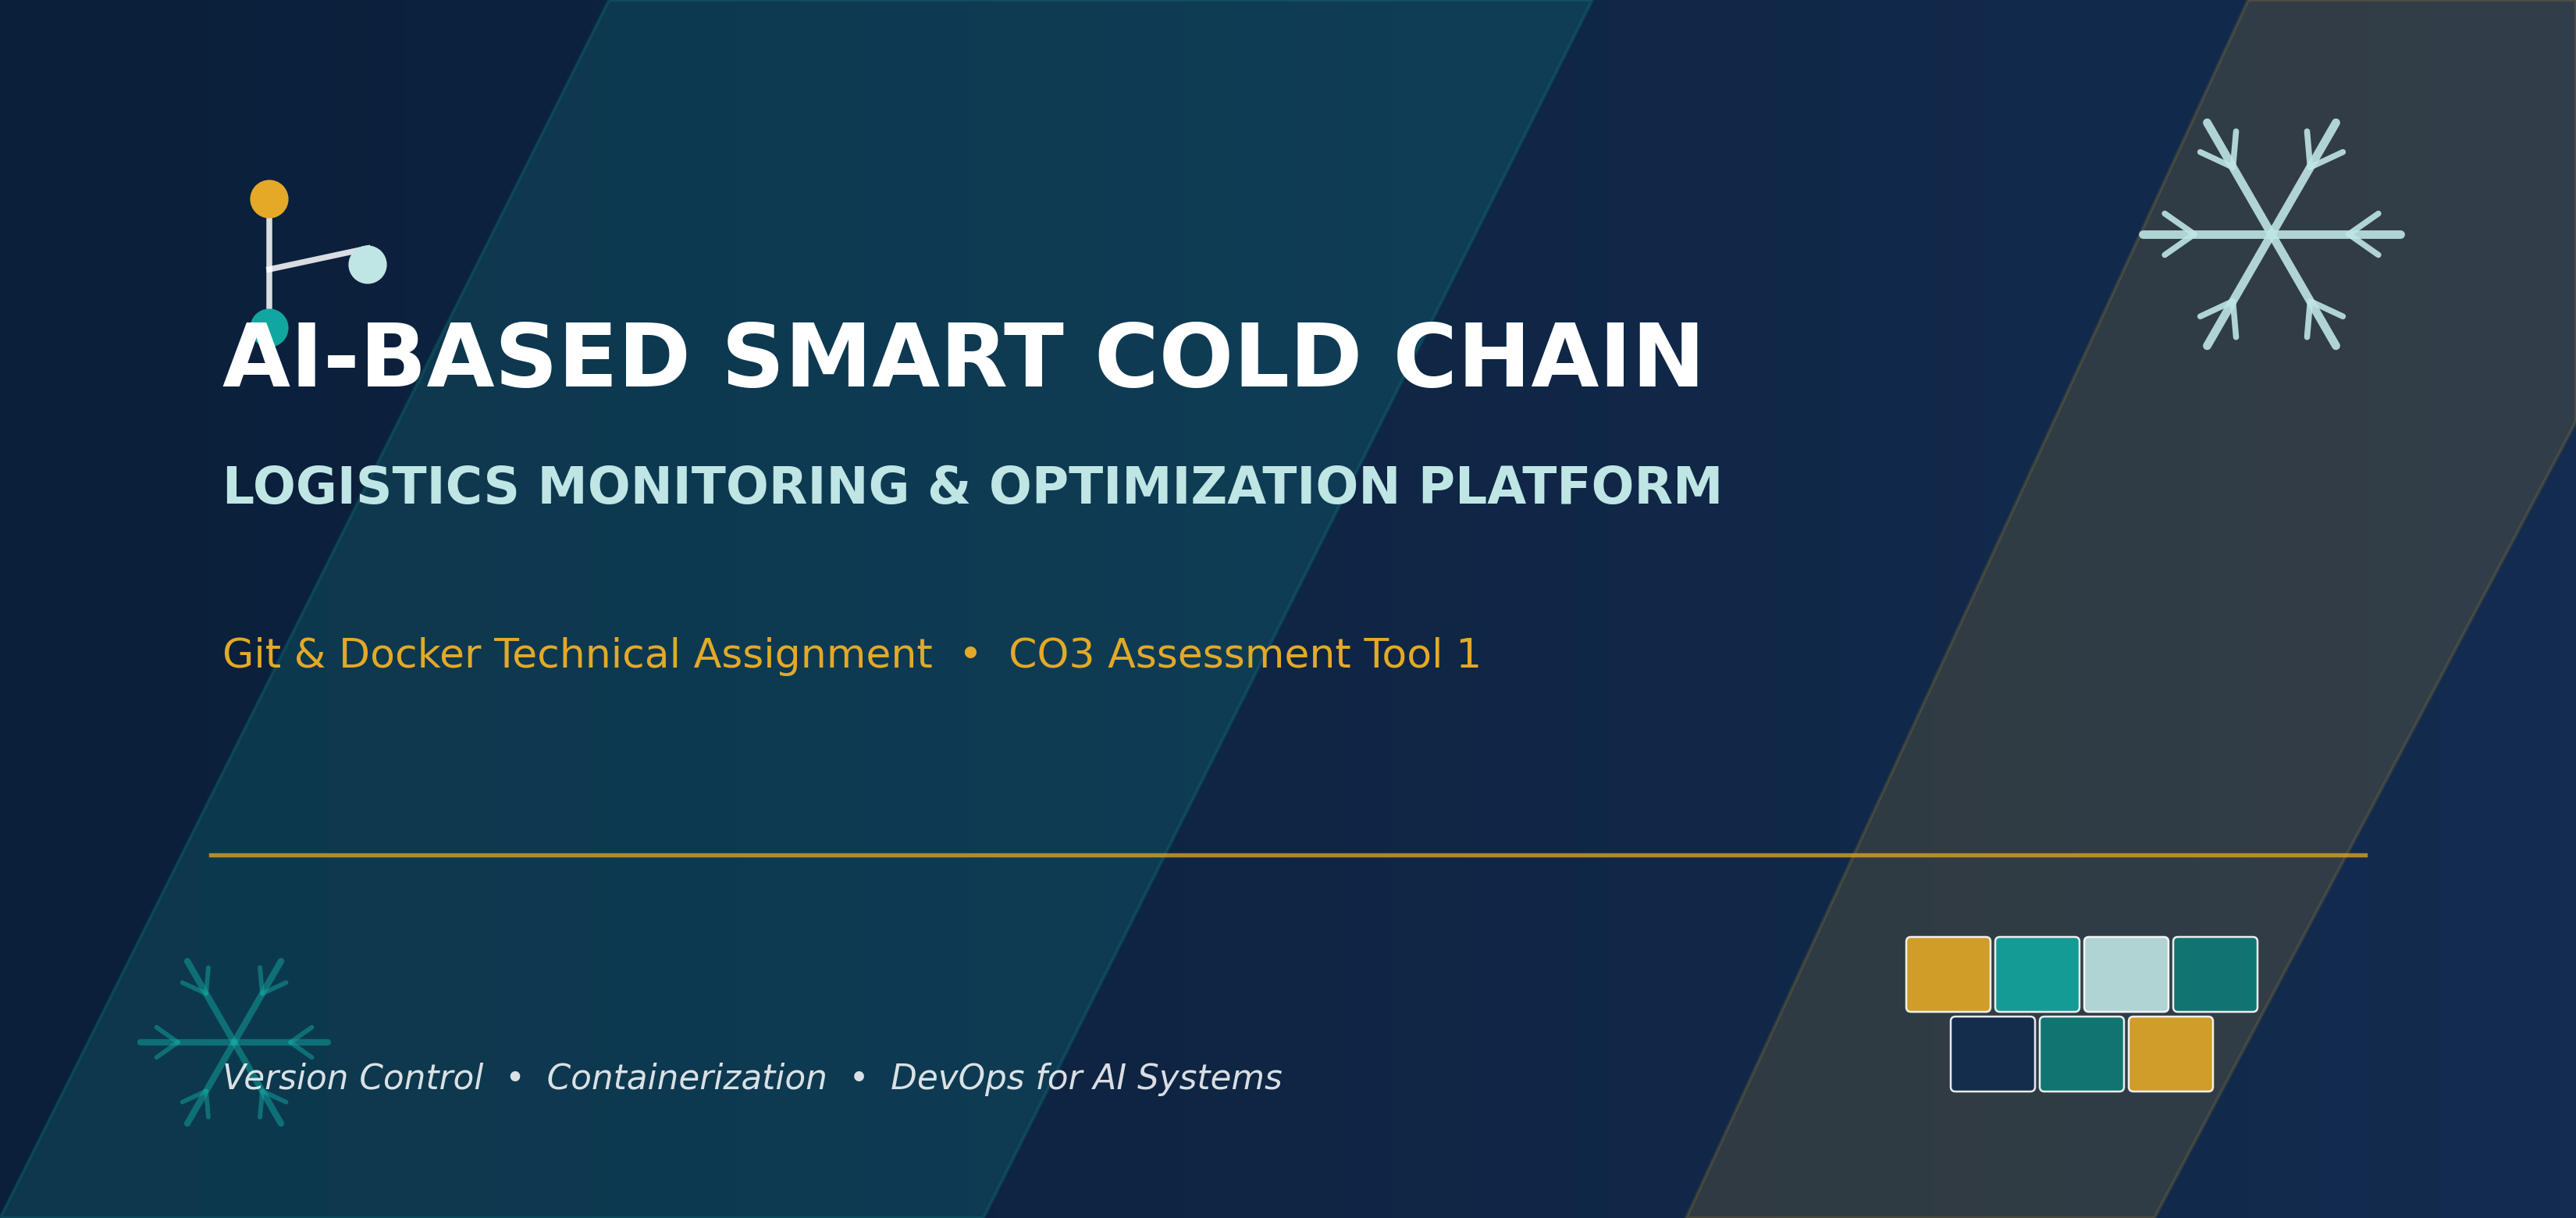 AI-BASED SMART COLD CHAIN
LOGISTICS MONITORING & OPTIMIZATION PLATFORM
Git & Docker Technical Assignment • CO3 Assessment Tool 1
Version Control • Containerization • DevOps for AI Systems